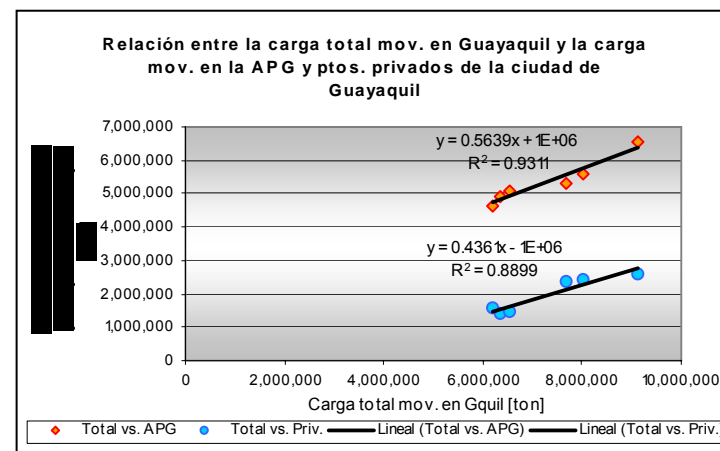 Relación entre la carga total mov. en Guayaquil y la carga
mov. en la APG y ptos. privados de la ciudad de
Guayaquil
7,000,000
6,000,000
5,000,000
4,000,000
3,000,000
2,000,000
1,000,000
0
y = 0.5639x + 1E+06
R² = 0.9311
y = 0.4361x - 1E+06
R² = 0.8899
0 2,000,000 4,000,000 6,000,000 8,000,000 10,000,000
Carga total mov. en Gquil [ton]
Total vs. APG Total vs. Priv. Lineal (Total vs. APG) Lineal (Total vs. Priv.